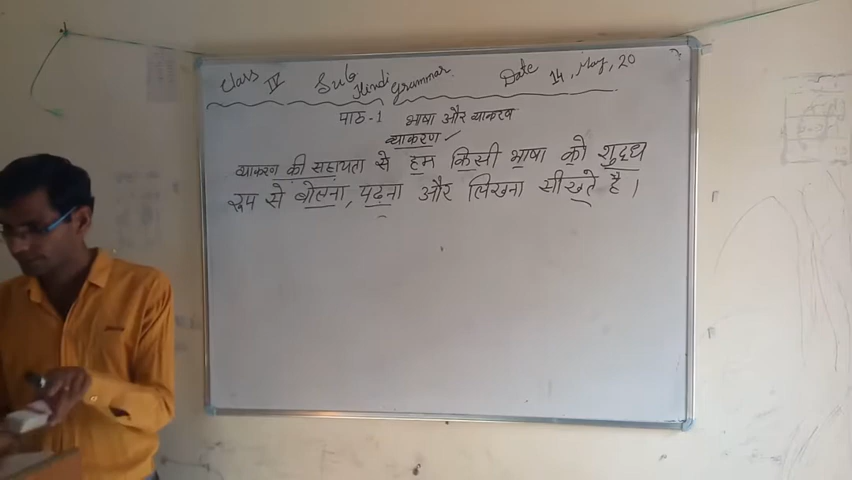 Class IV Sub Hindi Grammar Date 14, May, 20
पाठ-1 भाषा और व्याकरण
व्याकरण
व्याकरण की सहायता से हम किसी भाषा को शुद्ध
रूप से बोलना, पढ़ना और लिखना सीखते है।